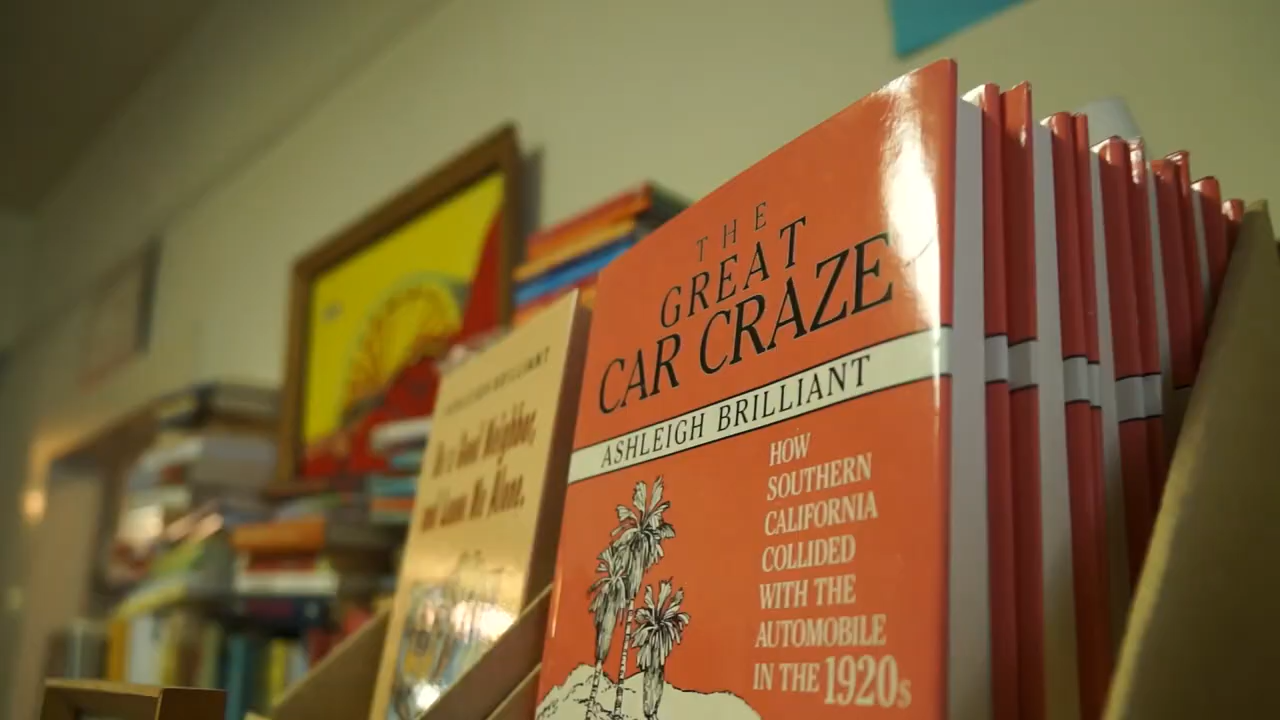 THE
GREAT
CAR CRAZE
ASHLEIGH BRILLIANT
HOW
SOUTHERN
CALIFORNIA
COLLIDED
WITH THE
AUTOMOBILE
IN THE 1920s
BRILLIANT
Be a Good Neighbor,
and Leave Me Alone.